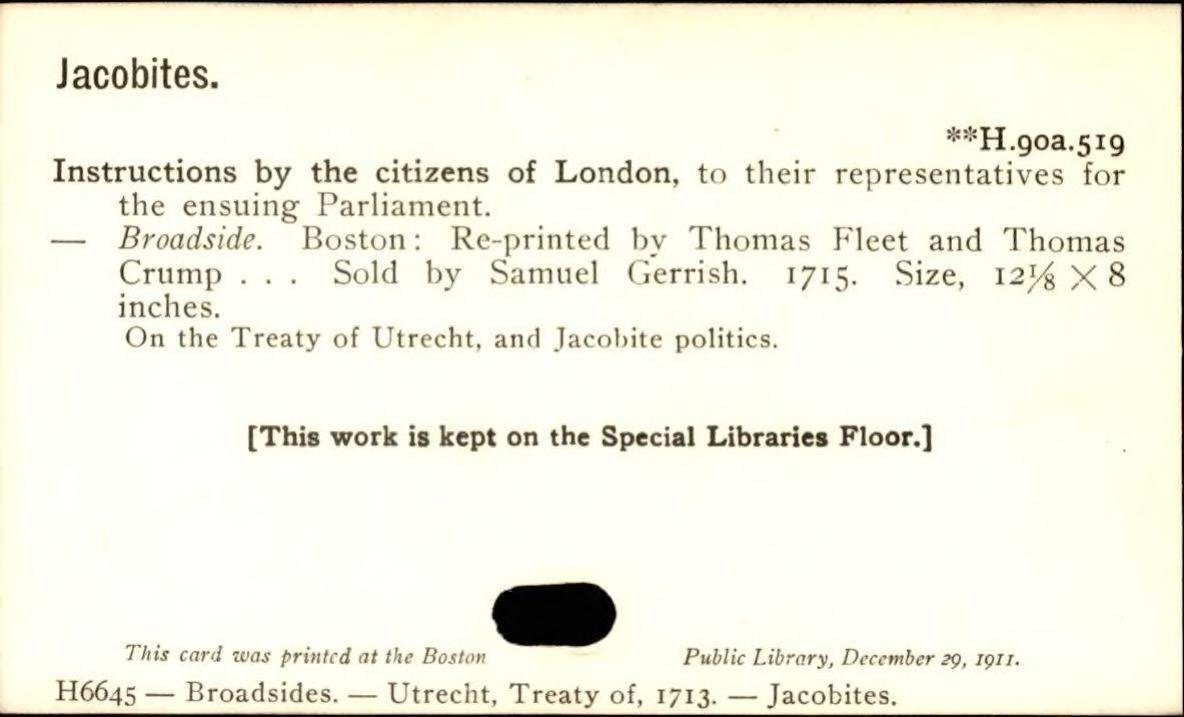 Jacobites.
**H.90a.519
Instructions by the citizens of London, to their representatives for
the ensuing Parliament.
— Broadside. Boston: Re-printed by Thomas Fleet and Thomas
Crump . . . Sold by Samuel Gerrish. 1715. Size, 12⅛ × 8
inches.
On the Treaty of Utrecht, and Jacobite politics.
[This work is kept on the Special Libraries Floor.]
This card was printed at the Boston Public Library, December 29, 1911.
H6645 — Broadsides. — Utrecht, Treaty of, 1713. — Jacobites.